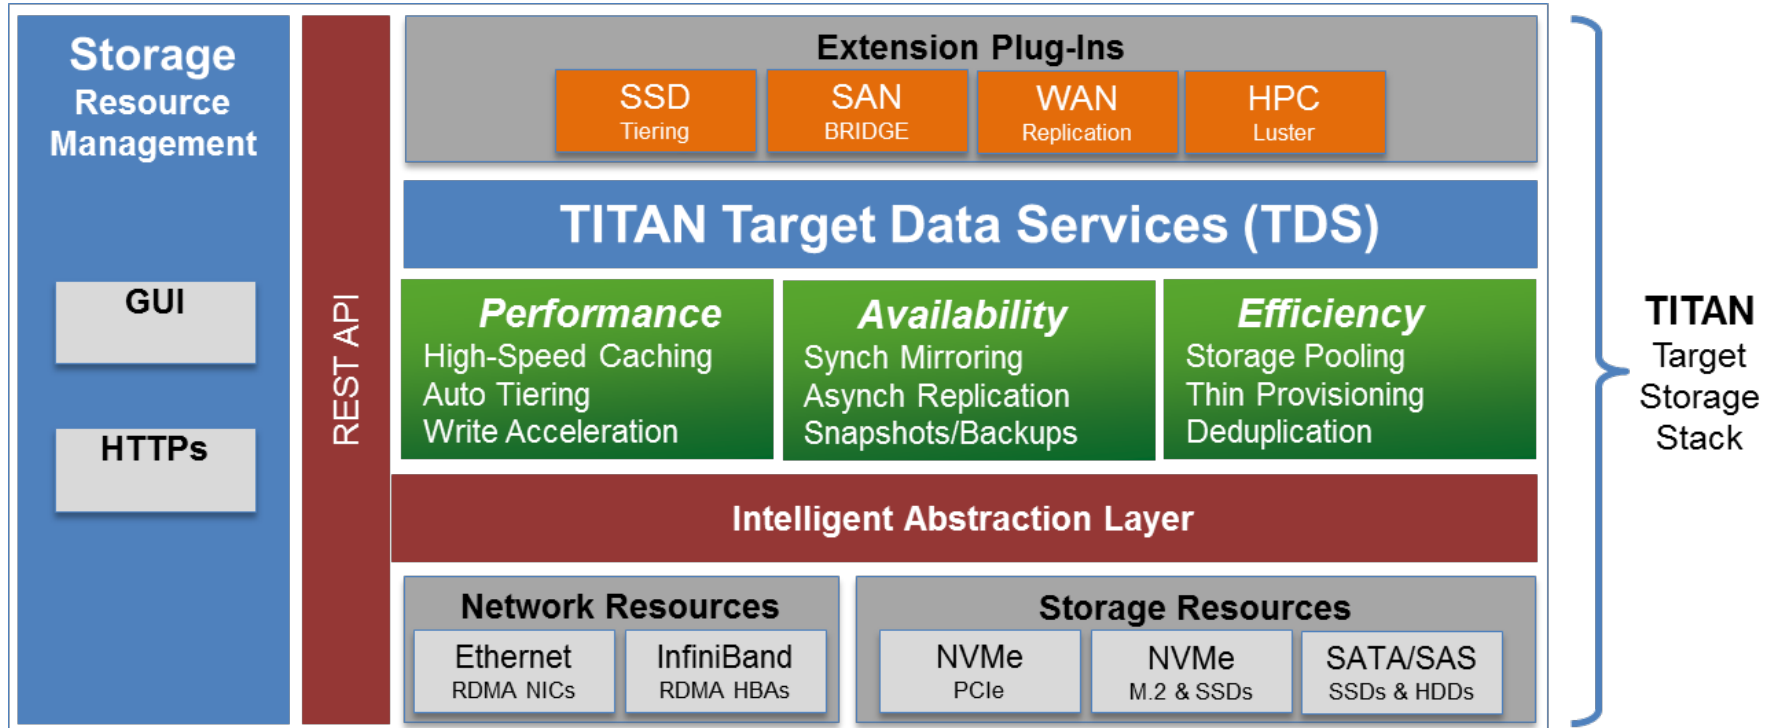 Storage
Resource
Management
GUI
HTTPs
REST API
Extension Plug-Ins
SSD
Tiering
SAN
BRIDGE
WAN
Replication
HPC
Luster
TITAN Target Data Services (TDS)
Performance
High-Speed Caching
Auto Tiering
Write Acceleration
Availability
Synch Mirroring
Asynch Replication
Snapshots/Backups
Efficiency
Storage Pooling
Thin Provisioning
Deduplication
Intelligent Abstraction Layer
Network Resources
Ethernet
RDMA NICs
InfiniBand
RDMA HBAs
Storage Resources
NVMe
PCIe
NVMe
M.2 & SSDs
SATA/SAS
SSDs & HDDs
TITAN
Target
Storage
Stack